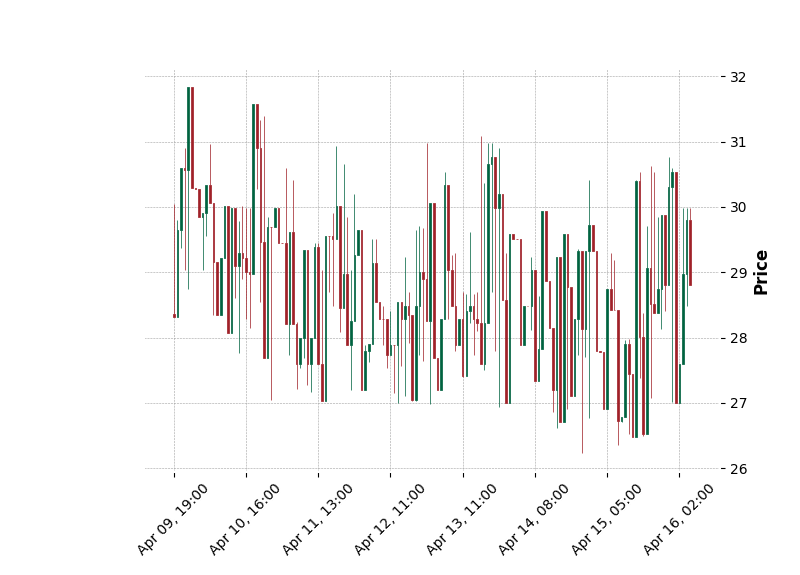 32
31
30
29
28
27
26
Price
Apr 09, 19:00
Apr 10, 16:00
Apr 11, 13:00
Apr 12, 11:00
Apr 13, 11:00
Apr 14, 08:00
Apr 15, 05:00
Apr 16, 02:00